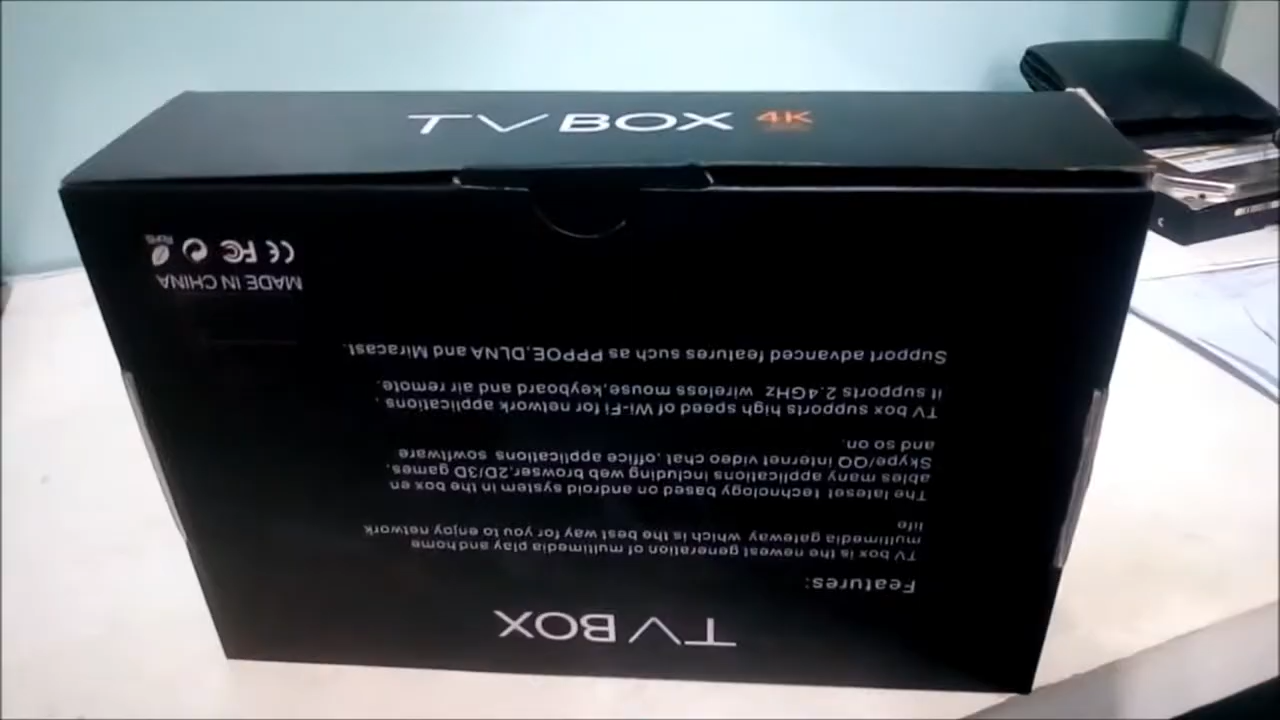 TV BOX 4K
TV BOX
Features:
TV box is the newest generation of multimedia play and home
multimedia gateway which is the best way for you to enjoy network
life
The lateset technology based on android system in the box en
ables many applications including web browser,2D/3D games,
Skype/QQ internet video chat ,office applications sowftware
and so on.
TV box supports high speed of Wi-Fi for network applications ,
it supports 2.4GHz wireless mouse,keyboard and air remote.
Support advanced features such as PPPOE,DLNA and Miracast.
MADE IN CHINA
CE FC RoHS